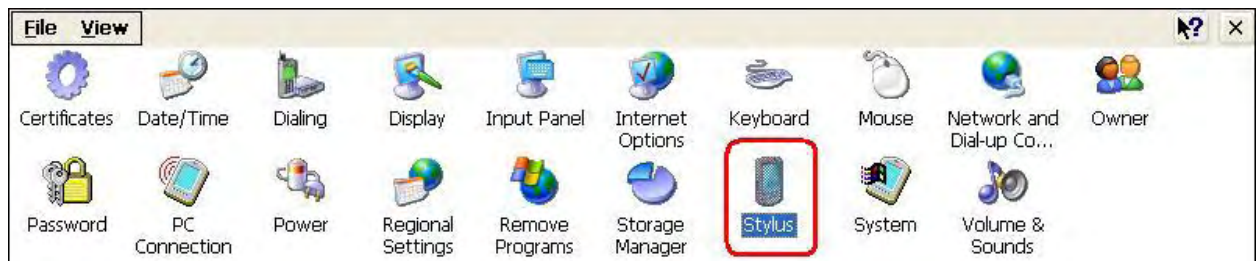 File View ?
Certificates Date/Time Dialing Display Input Panel Internet Options Keyboard Mouse Network and Dial-up Co... Owner
Password PC Connection Power Regional Settings Remove Programs Storage Manager Stylus System Volume & Sounds